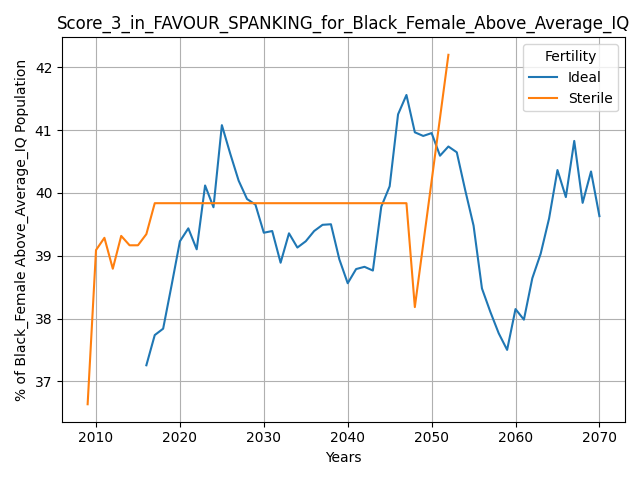 Score_3_in_FAVOUR_SPANKING_for_Black_Female_Above_Average_IQ
% of Black_Female Above_Average_IQ Population
42
41
40
39
38
37
Fertility
Ideal
Sterile
2010 2020 2030 2040 2050 2060 2070
Years